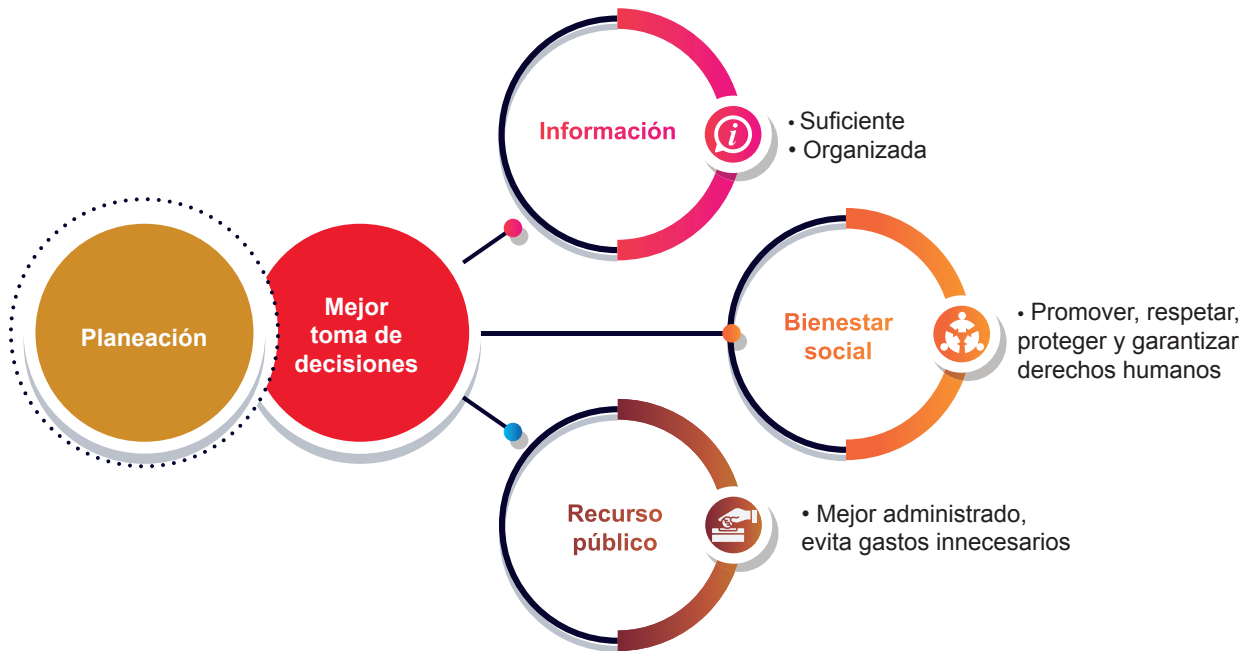 Planeación
Mejor
toma de
decisiones
Información
• Suficiente
• Organizada
Bienestar
social
• Promover, respetar,
proteger y garantizar
derechos humanos
Recurso
público
• Mejor administrado,
evita gastos innecesarios